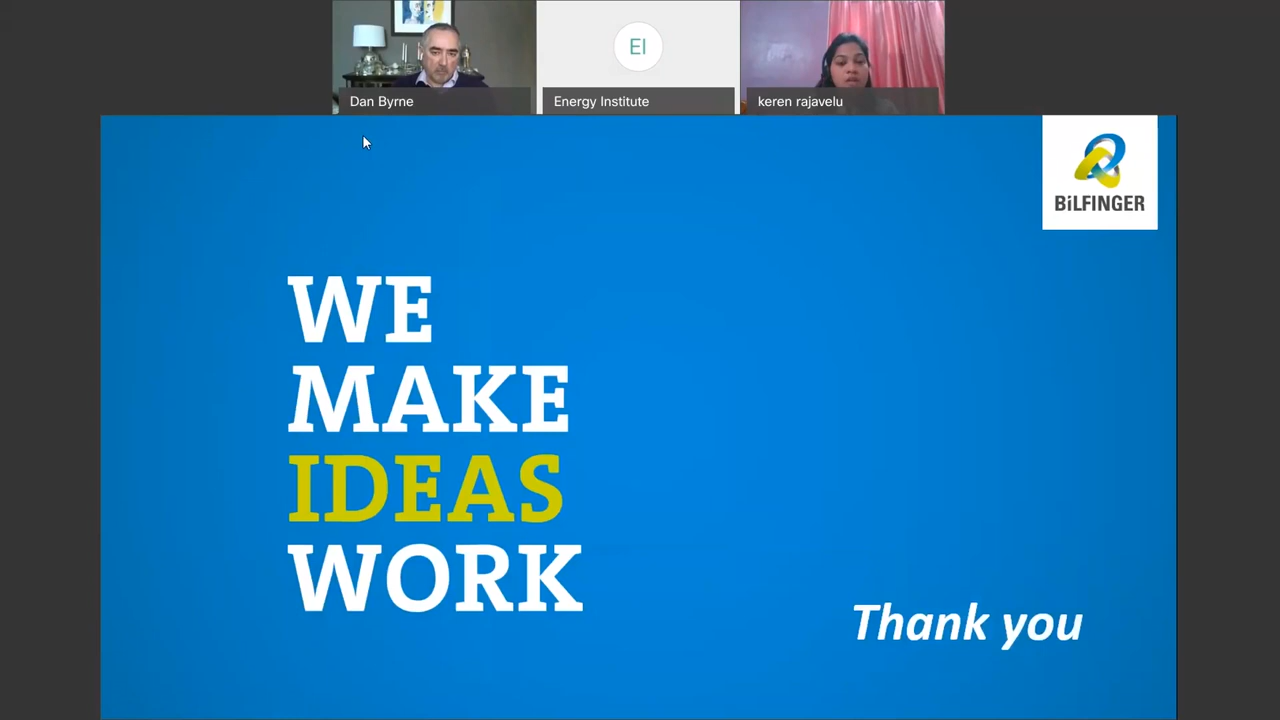 EI
Dan Byrne
Energy Institute
keren rajavelu
BiLFINGER
WE
MAKE
IDEAS
WORK
Thank you